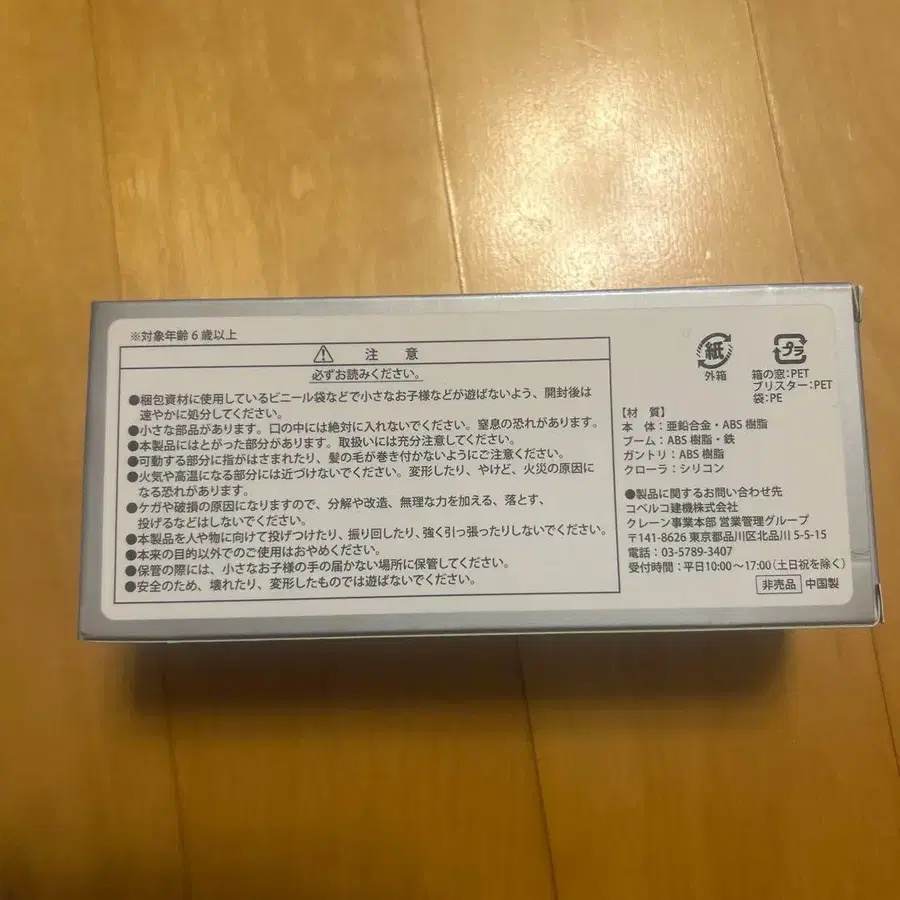 ※対象年齢6歳以上
注 意
必ずお読みください。
●梱包資材に使用しているビニール袋などで小さなお子様などが遊ばないよう、開封後は
速やかに処分してください。
●小さな部品があります。口の中には絶対に入れないでください。窒息の恐れがあります。
●本製品にはとがった部分があります。取扱いには充分注意してください。
●可動する部分に指がはさまれたり、髪の毛が巻き付かないようにご注意ください。
●火気や高温になる部分には近づけないでください。変形したり、やけど、火災の原因に
なる恐れがあります。
●ケガや破損の原因になりますので、分解や改造、無理な力を加える、落とす、
投げるなどはしないでください。
●本製品を人や物に向けて投げつけたり、振り回したり、強く引っ張ったりしないでください。
●本来の目的以外でのご使用はおやめください。
●保管の際には、小さなお子様の手の届かない場所に保管してください。
●安全のため、壊れたり、変形したものでは遊ばないでください。
紙
外箱
プラ
箱の窓:PET
ブリスター:PET
袋:PE
【材 質】
本 体:亜鉛合金・ABS 樹脂
ブーム:ABS 樹脂・鉄
ガントリ:ABS 樹脂
クローラ:シリコン
●製品に関するお問い合わせ先
コベルコ建機株式会社
クレーン事業本部 営業管理グループ
〒141-8626 東京都品川区北品川 5-5-15
電話:03-5789-3407
受付時間:平日10:00～17:00(土日祝を除く)
非売品 中国製